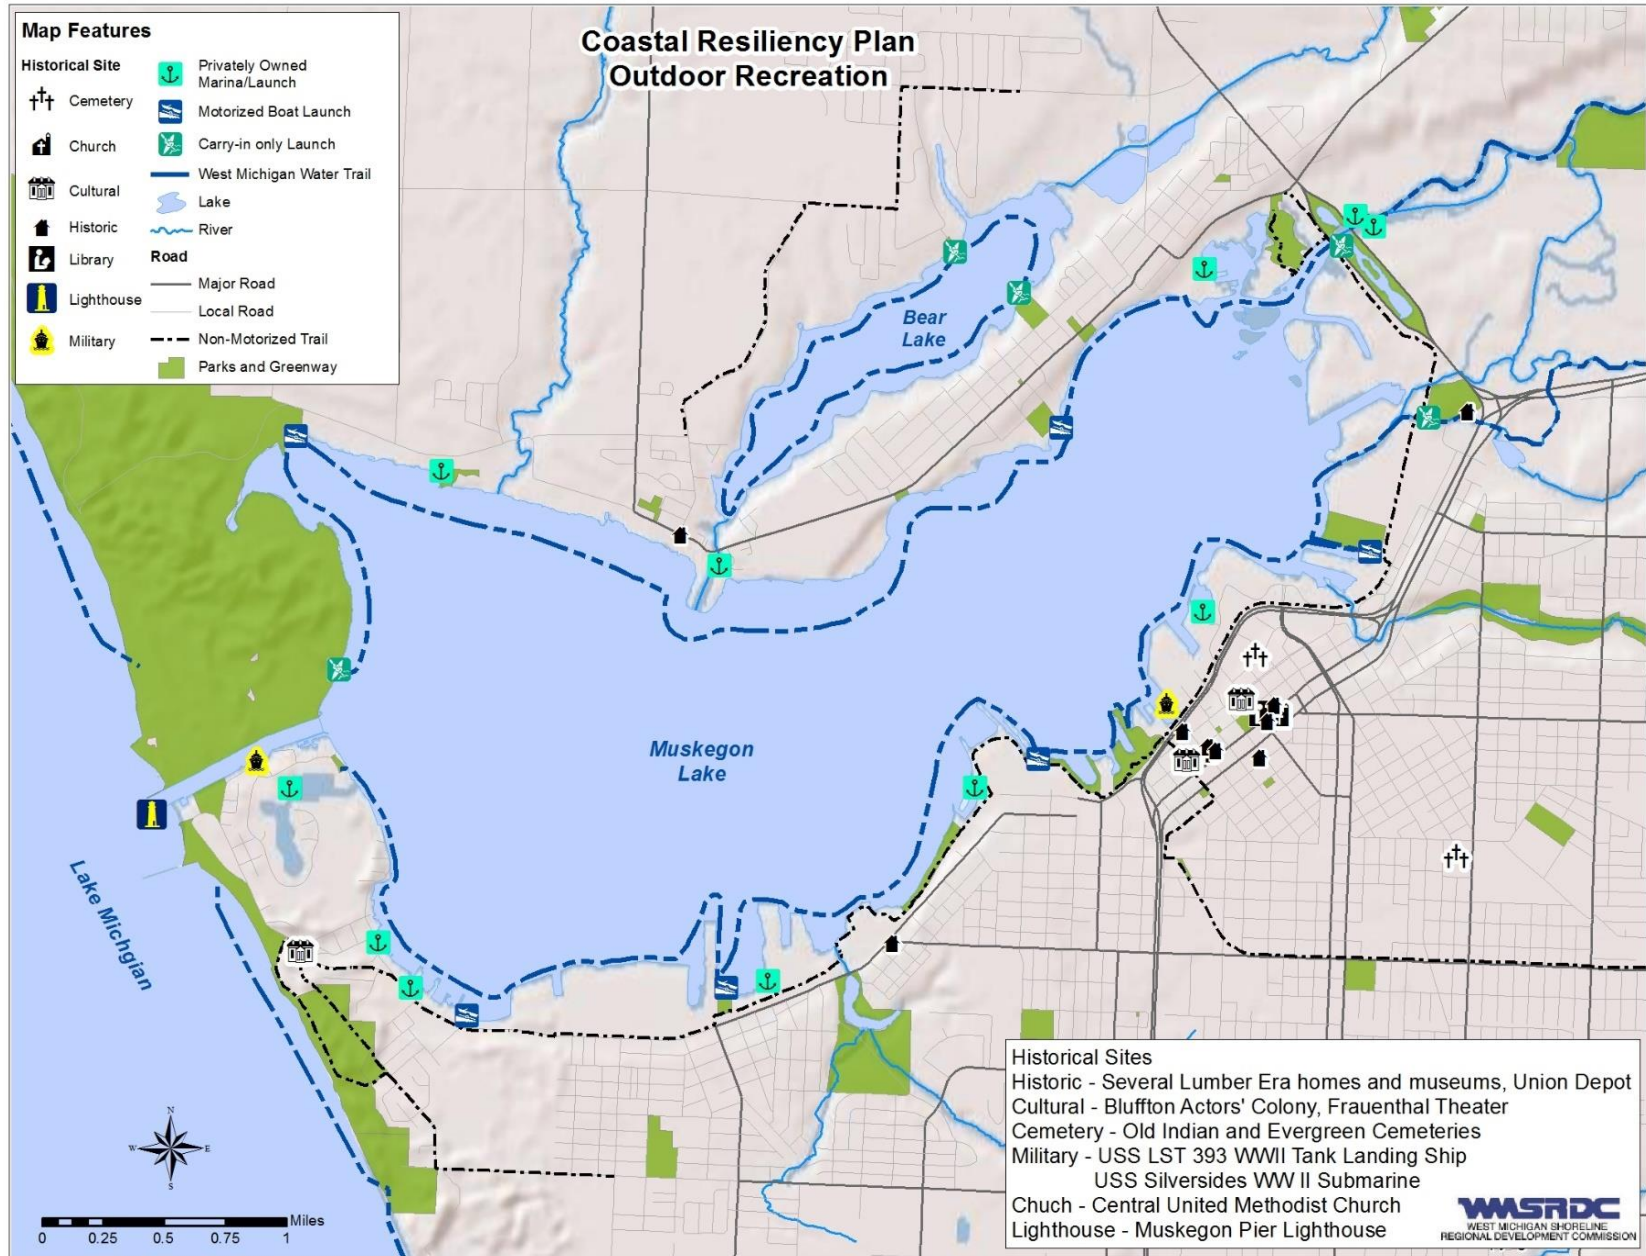 Coastal Resiliency Plan
Outdoor Recreation
Map Features
Historical Site
Cemetery
Church
Cultural
Historic
Library
Lighthouse
Military
Privately Owned
Marina/Launch
Motorized Boat Launch
Carry-in only Launch
West Michigan Water Trail
Lake
River
Road
Major Road
Local Road
Non-Motorized Trail
Parks and Greenway
Bear
Lake
Muskegon
Lake
Lake Michgian
N
W
E
S
Miles
0 0.25 0.5 0.75 1
Historical Sites
Historic - Several Lumber Era homes and museums, Union Depot
Cultural - Bluffton Actors' Colony, Frauenthal Theater
Cemetery - Old Indian and Evergreen Cemeteries
Military - USS LST 393 WWII Tank Landing Ship
USS Silversides WW II Submarine
Chuch - Central United Methodist Church
Lighthouse - Muskegon Pier Lighthouse
WMSRDC
WEST MICHIGAN SHORELINE
REGIONAL DEVELOPMENT COMMISSION